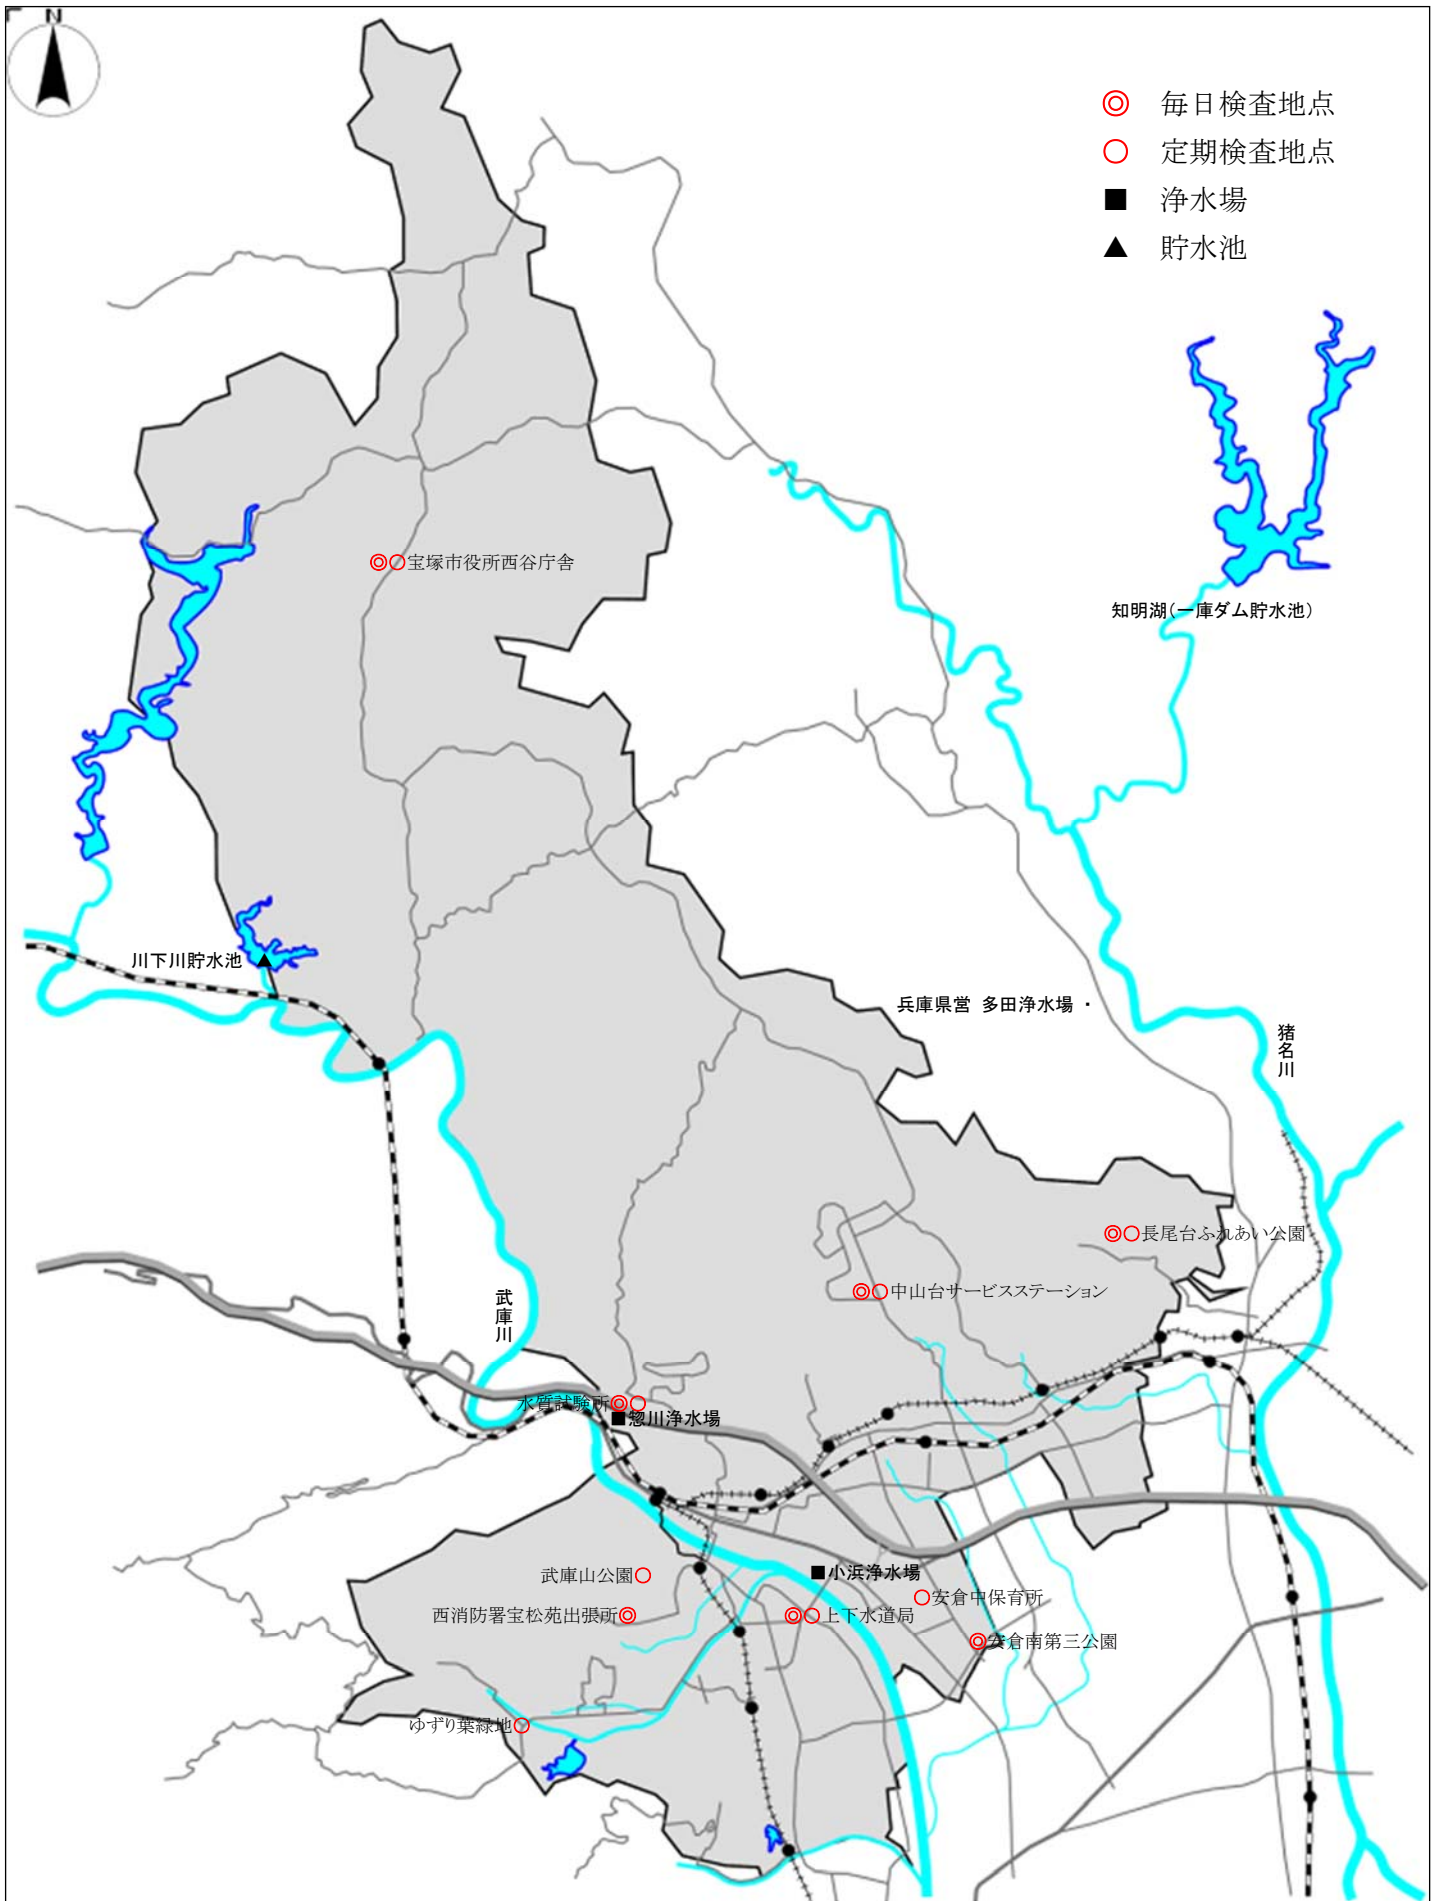 N
毎日検査地点
定期検査地点
浄水場
貯水池
宝塚市役所西谷庁舎
知明湖(一庫ダム貯水池)
川下川貯水池
兵庫県営 多田浄水場
猪名川
長尾台ふれあい公園
中山台サービスステーション
武庫川
水質試験所
惣川浄水場
小浜浄水場
武庫山公園
安倉中保育所
西消防署宝松苑出張所
上下水道局
安倉南第三公園
ゆずり葉緑地